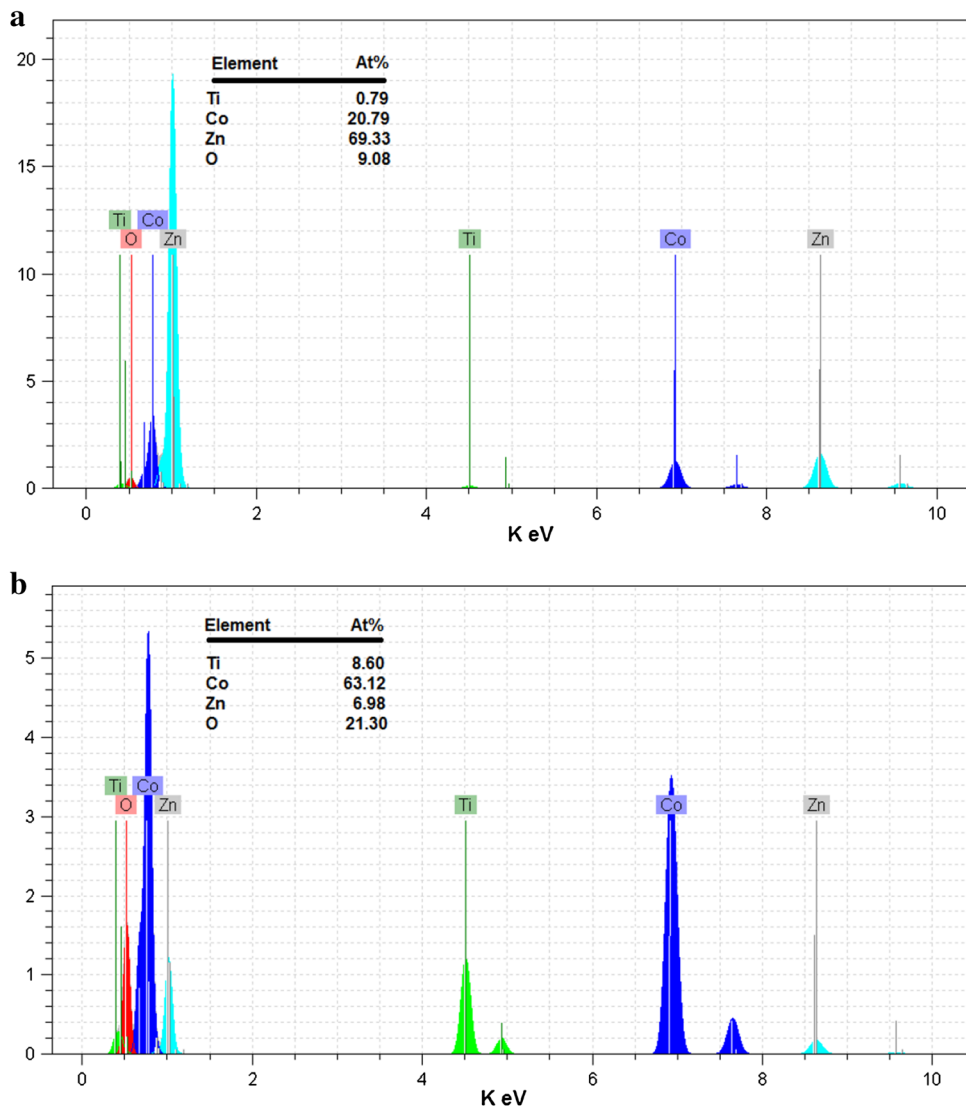 a
Element At%
Ti 0.79
Co 20.79
Zn 69.33
O 9.08
20
15
10
5
0
Ti Co
O Zn Ti Co Zn
0 2 4 6 8 10
K eV
b
Element At%
Ti 8.60
Co 63.12
Zn 6.98
O 21.30
5
4
3
2
1
0
Ti Co
O Zn Ti Co Zn
0 2 4 6 8 10
K eV